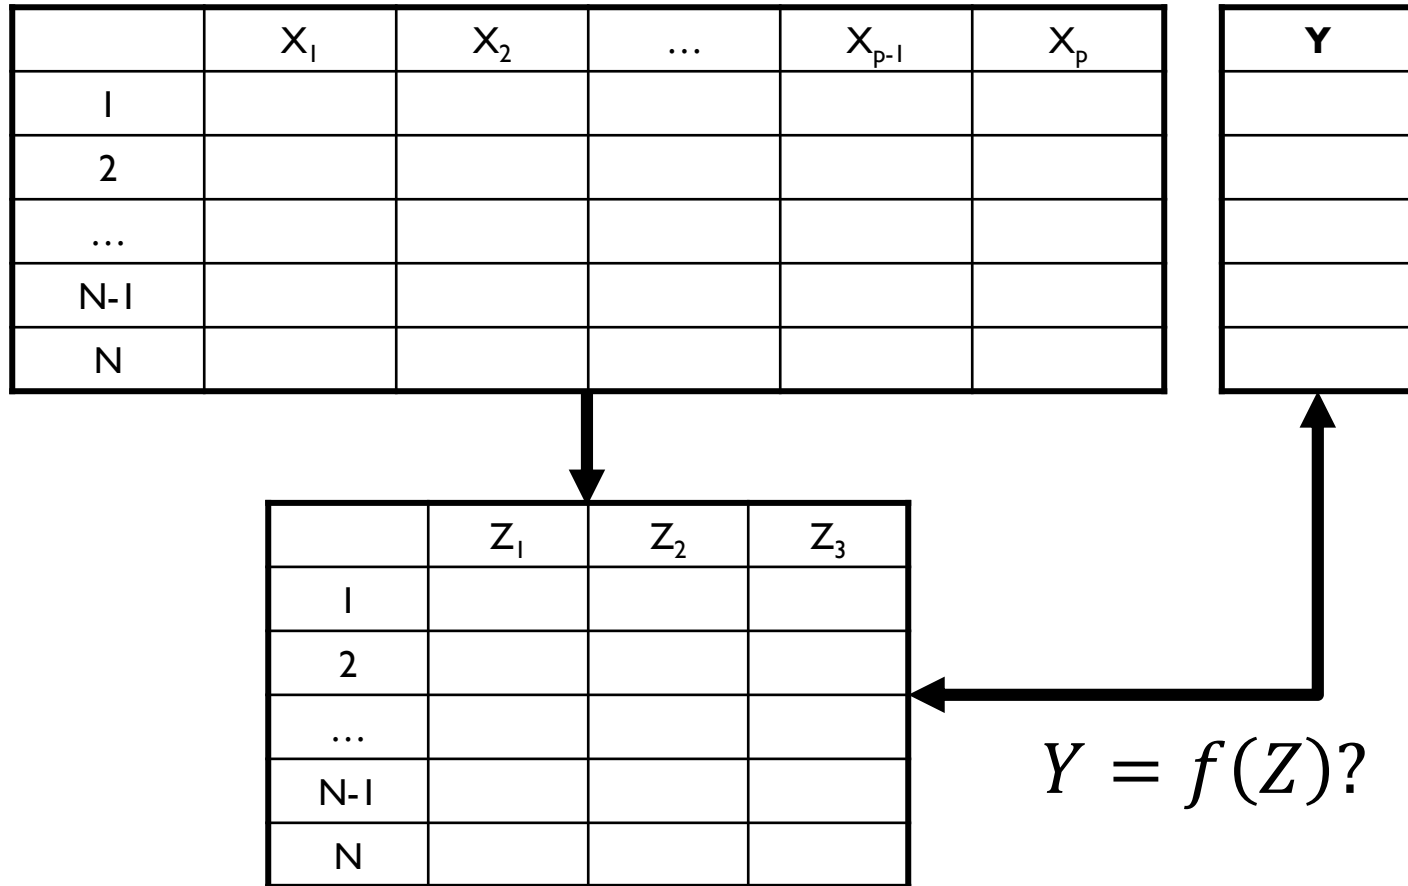 X₁ X₂ … Xₚ₋₁ Xₚ Y
1
2
…
N-1
N
Z₁ Z₂ Z₃
1
2
…
N-1
N
Y = f(Z)?